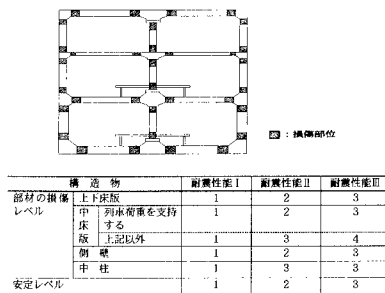 ▨：損傷部位
構造物 耐震性能Ⅰ 耐震性能Ⅱ 耐震性能Ⅲ
部材の損傷レベル 上下床版 1 2 3
中床版 列車荷重を支持する 1 2 3
上記以外 1 3 4
側壁 1 2 3
中柱 1 3 3
安定レベル 1 2 3